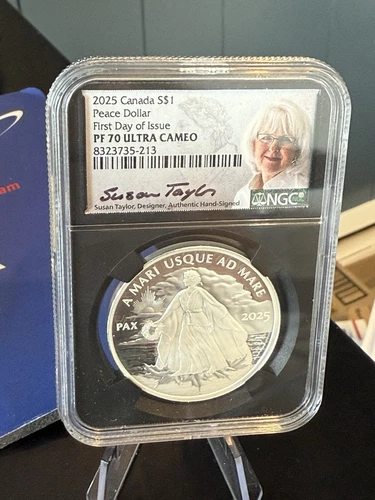 2025 Canada S$1
Peace Dollar
First Day of Issue
PF 70 ULTRA CAMEO
8323735-213
Susan Taylor
Susan Taylor, Designer, Authentic Hand-Signed
NGC
A MARI USQUE AD MARE
PAX
2025
am